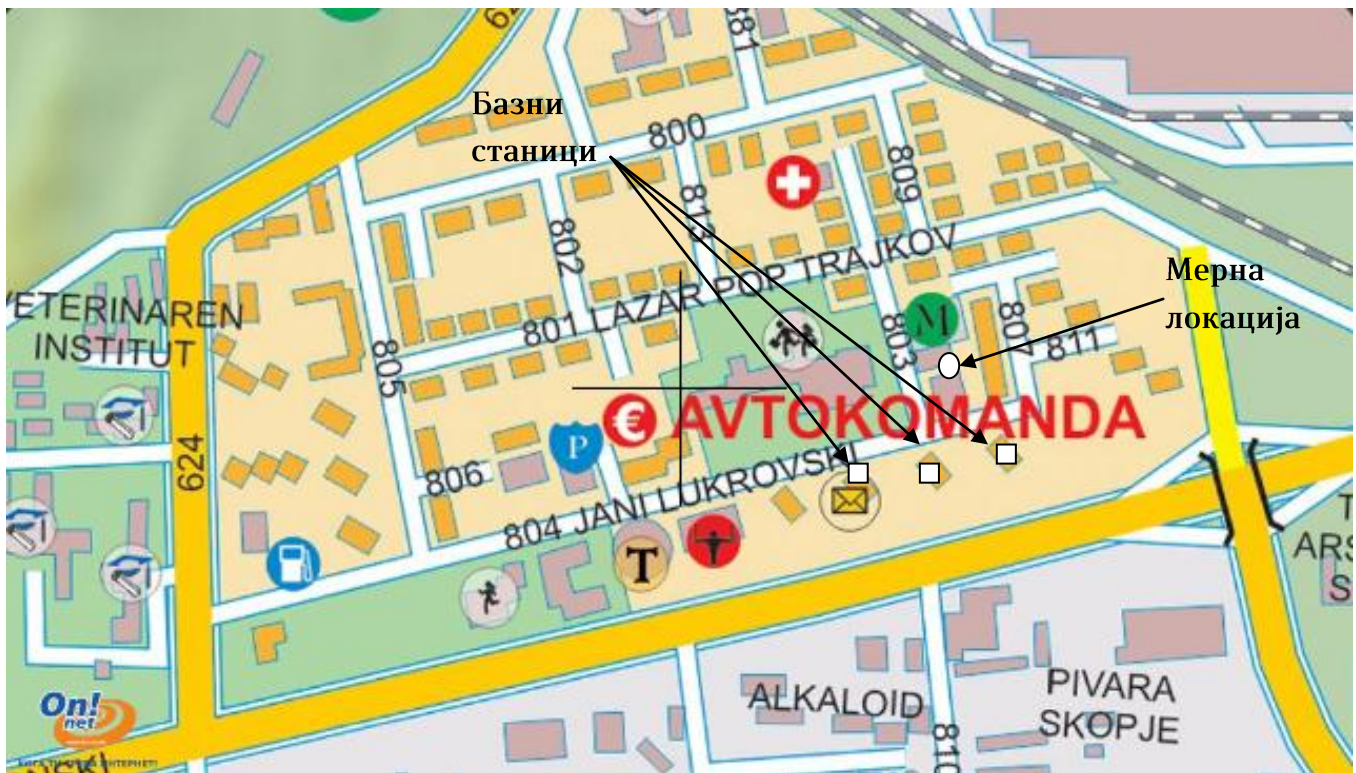 Базни
станици
881
800
809
813
802
801 LAZAR POP TRAJKOV
M
803
807
811
Мерна
локација
VETERINAREN
INSTITUT
805
€ AVTOKOMANDA
P
624
806
804 JANI LUKROVSKI
T
ALKALOID
PIVARA
SKOPJE
810
On!
net